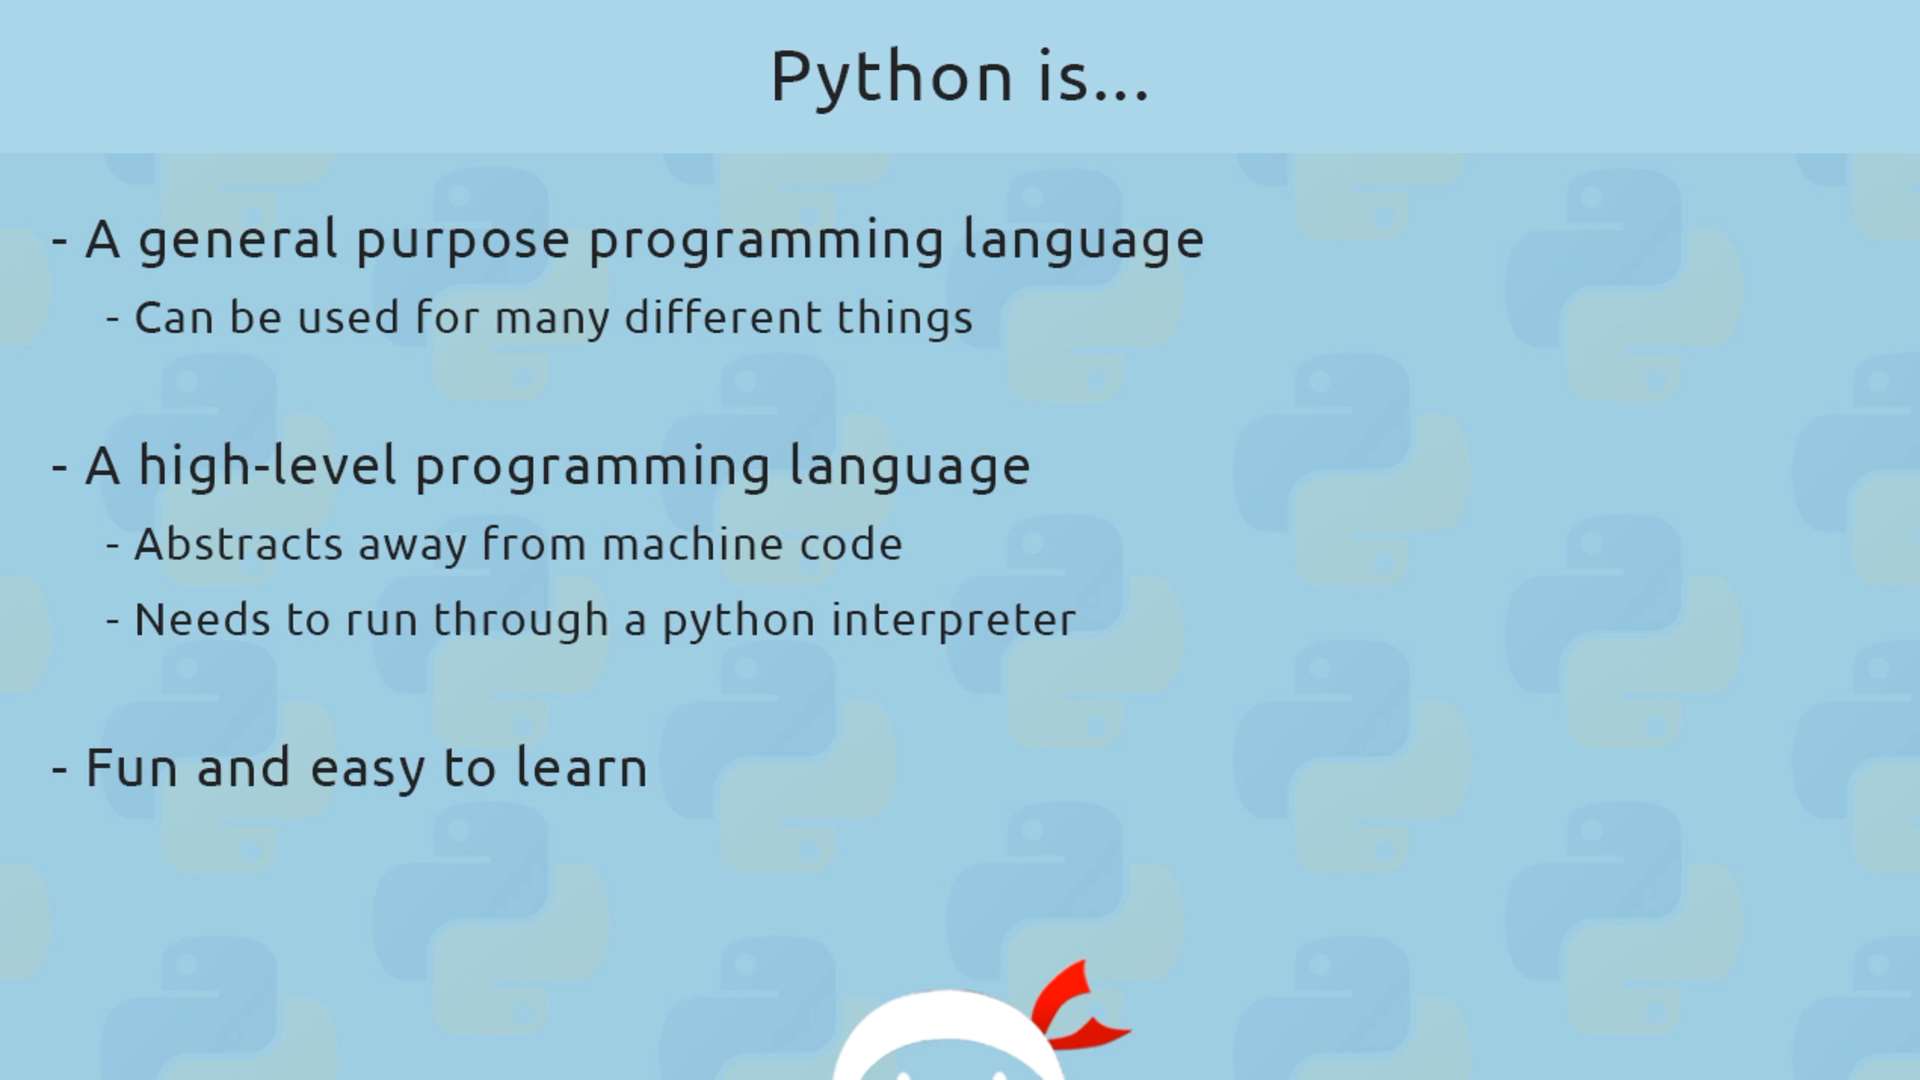 Python is...
- A general purpose programming language
- Can be used for many different things
- A high-level programming language
- Abstracts away from machine code
- Needs to run through a python interpreter
- Fun and easy to learn